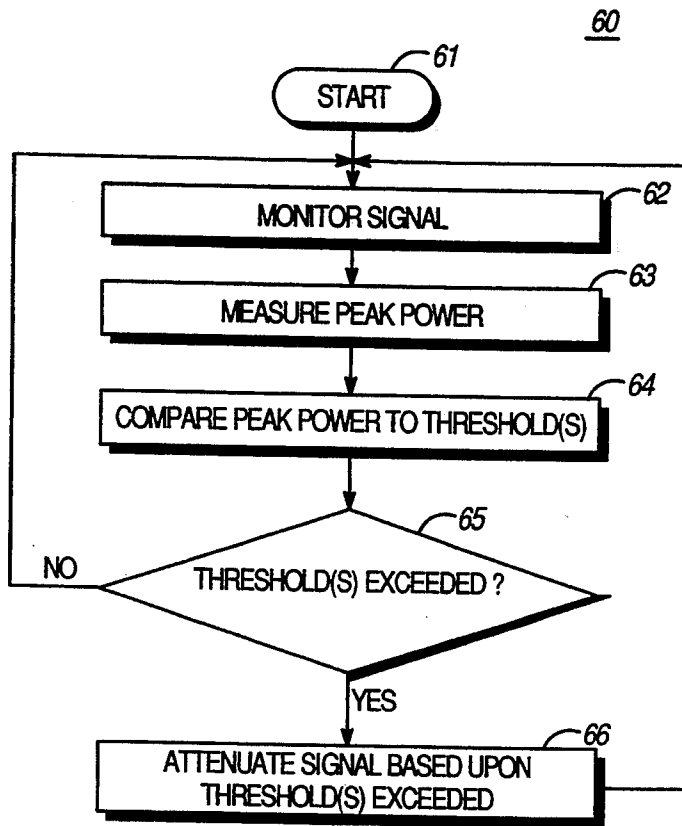 60
61
START
62
MONITOR SIGNAL
63
MEASURE PEAK POWER
64
COMPARE PEAK POWER TO THRESHOLD(S)
65
NO
THRESHOLD(S) EXCEEDED ?
YES
66
ATTENUATE SIGNAL BASED UPON
THRESHOLD(S) EXCEEDED